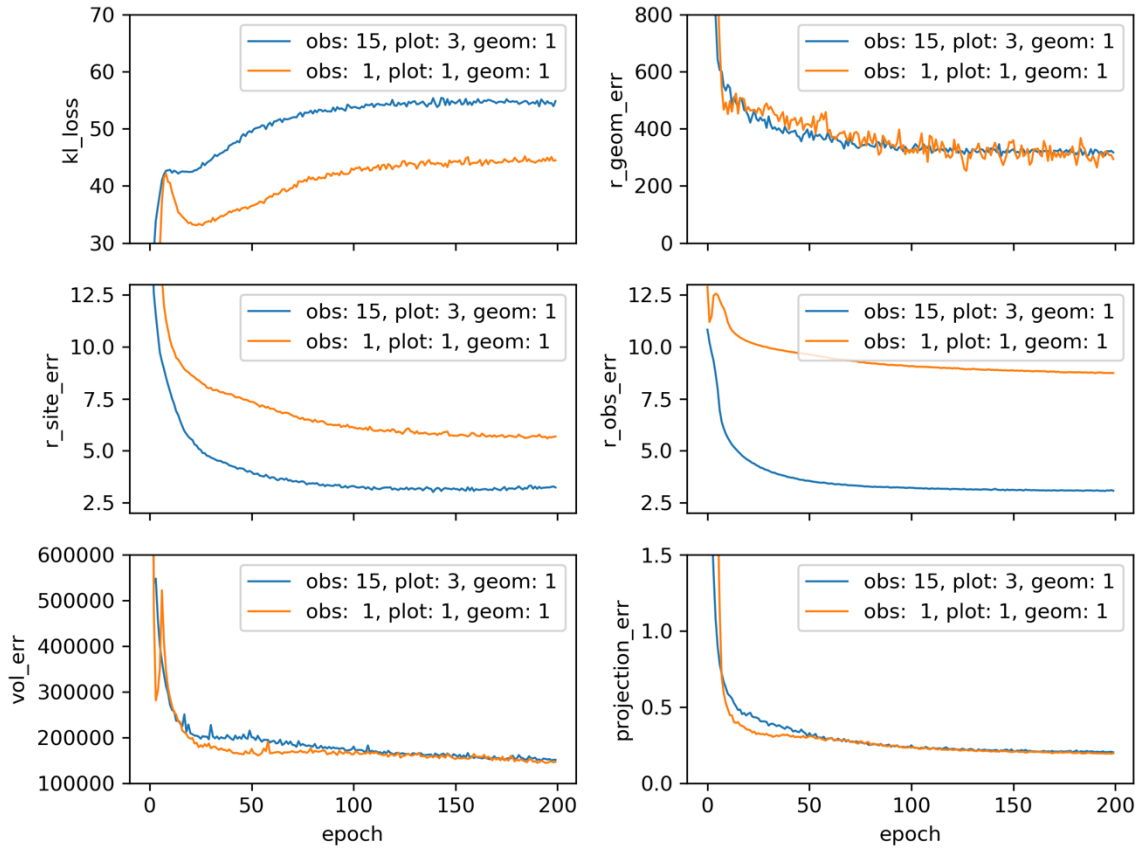 70
60
50
40
30
kl_loss
obs: 15, plot: 3, geom: 1
obs:  1, plot: 1, geom: 1
800
600
400
200
0
r_geom_err
obs: 15, plot: 3, geom: 1
obs:  1, plot: 1, geom: 1
12.5
10.0
7.5
5.0
2.5
r_site_err
obs: 15, plot: 3, geom: 1
obs:  1, plot: 1, geom: 1
12.5
10.0
7.5
5.0
2.5
r_obs_err
obs: 15, plot: 3, geom: 1
obs:  1, plot: 1, geom: 1
600000
500000
400000
300000
200000
100000
vol_err
obs: 15, plot: 3, geom: 1
obs:  1, plot: 1, geom: 1
0 50 100 150 200
epoch
1.5
1.0
0.5
0.0
projection_err
obs: 15, plot: 3, geom: 1
obs:  1, plot: 1, geom: 1
0 50 100 150 200
epoch